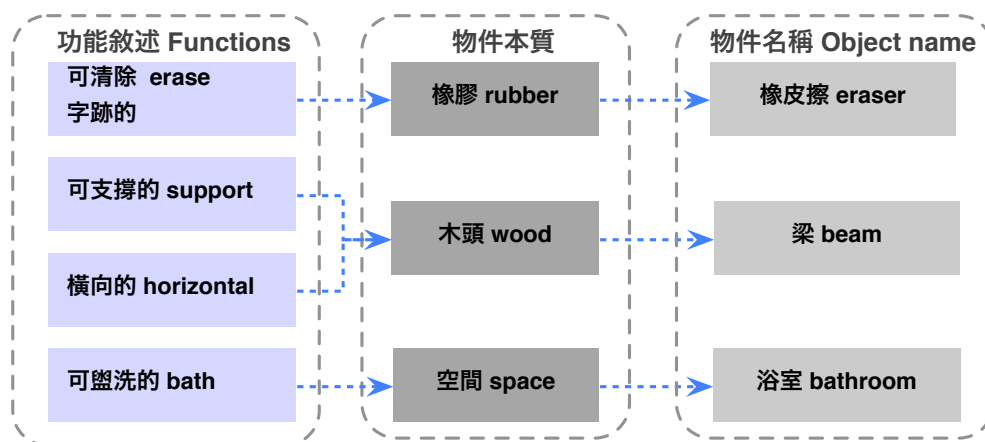 功能敘述 Functions
物件本質
物件名稱 Object name
可清除 erase
字跡的
橡膠 rubber
橡皮擦 eraser
可支撐的 support
木頭 wood
梁 beam
橫向的 horizontal
可盥洗的 bath
空間 space
浴室 bathroom